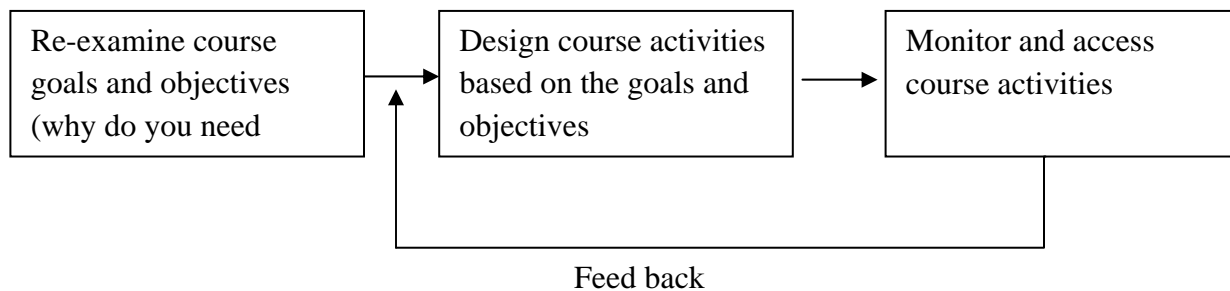 Re-examine course
goals and objectives
(why do you need
Design course activities
based on the goals and
objectives
Monitor and access
course activities
Feed back